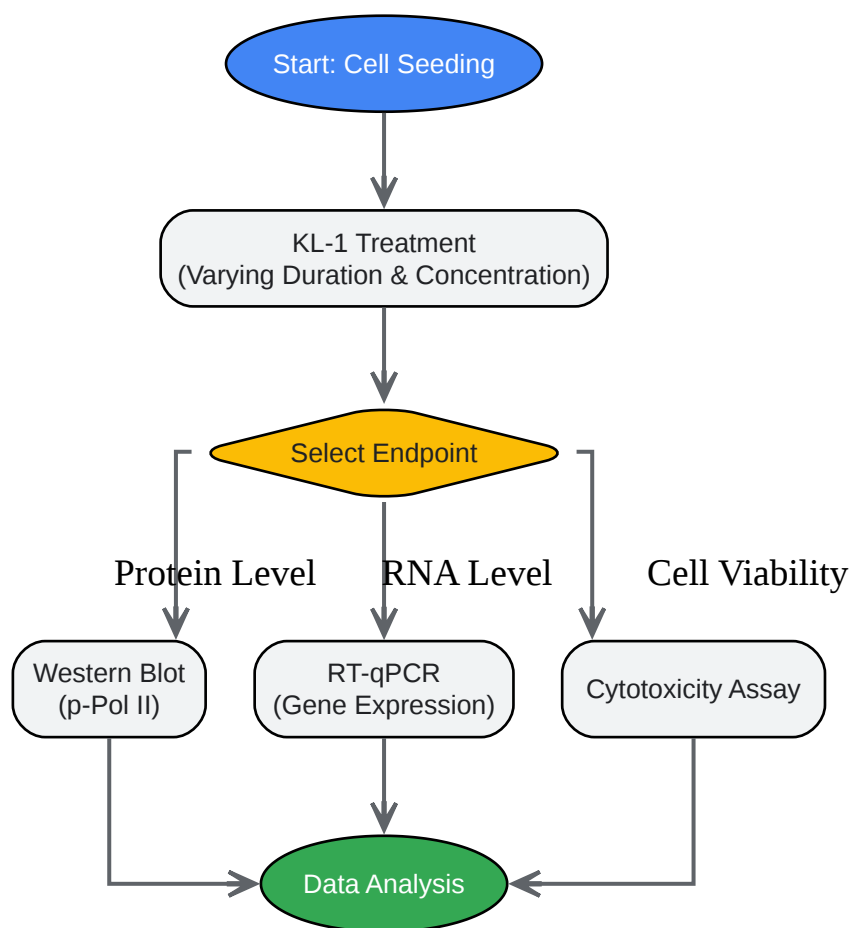 Start: Cell Seeding
KL-1 Treatment
(Varying Duration & Concentration)
Select Endpoint
Protein Level
RNA Level
Cell Viability
Western Blot
(p-Pol II)
RT-qPCR
(Gene Expression)
Cytotoxicity Assay
Data Analysis